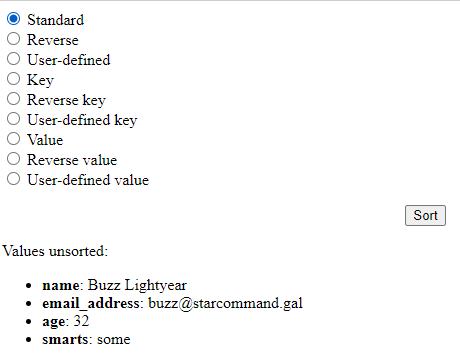 Standard
Reverse
User-defined
Key
Reverse key
User-defined key
Value
Reverse value
User-defined value
Sort
Values unsorted:
name: Buzz Lightyear
email_address: buzz@starcommand.gal
age: 32
smarts: some